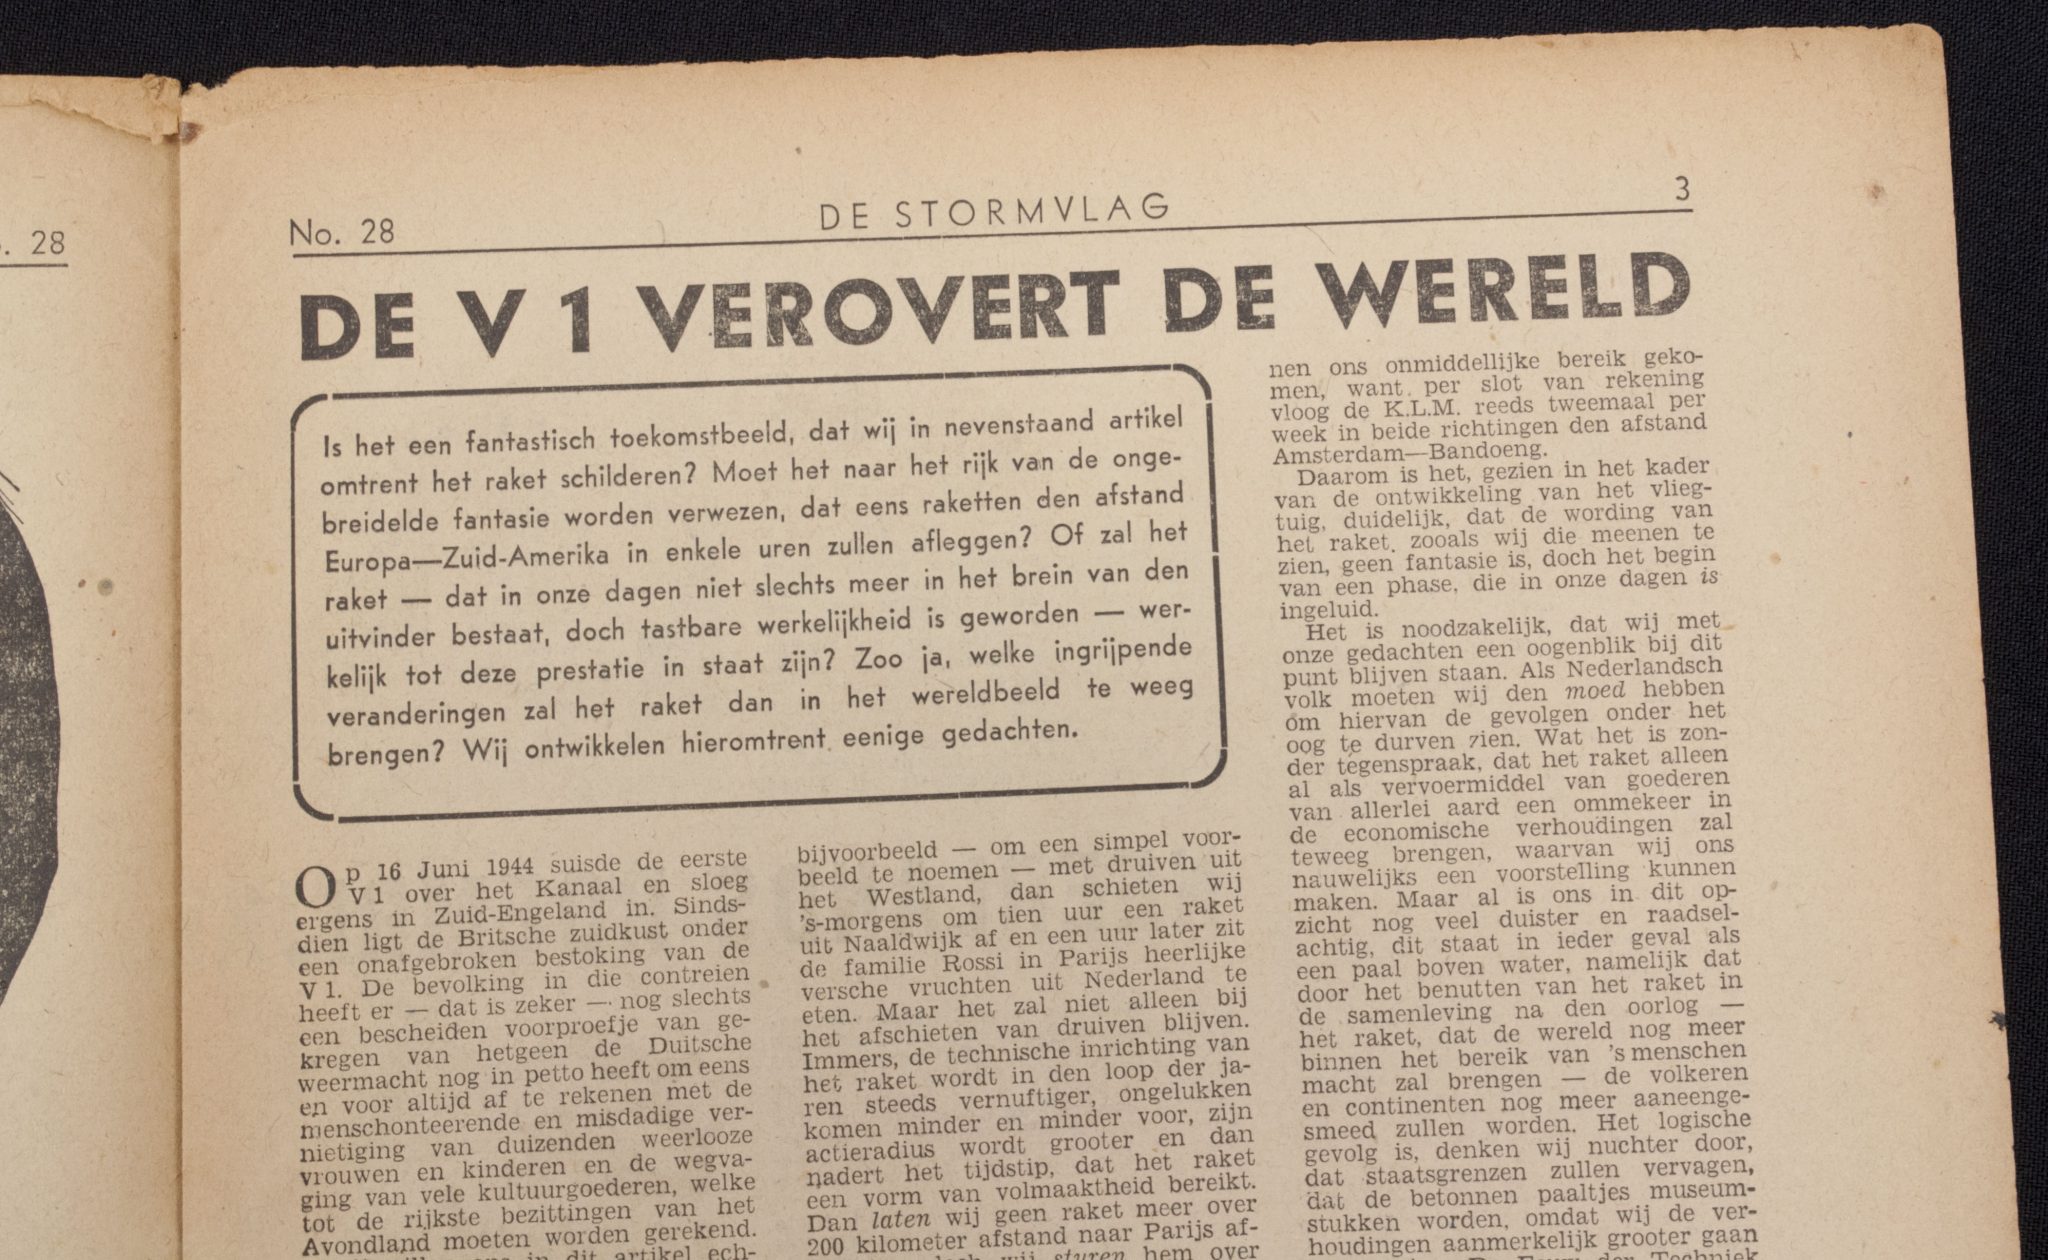 . 28
No. 28
DE STORMVLAG
3
DE V 1 VEROVERT DE WERELD
Is het een fantastisch toekomstbeeld, dat wij in nevenstaand artikel
omtrent het raket schilderen? Moet het naar het rijk van de onge-
breidelde fantasie worden verwezen, dat eens raketten den afstand
Europa—Zuid-Amerika in enkele uren zullen afleggen? Of zal het
raket — dat in onze dagen niet slechts meer in het brein van den
uitvinder bestaat, doch tastbare werkelijkheid is geworden — wer-
kelijk tot deze prestatie in staat zijn? Zoo ja, welke ingrijpende
veranderingen zal het raket dan in het wereldbeeld te weeg
brengen? Wij ontwikkelen hieromtrent eenige gedachten.
Op 16 Juni 1944 suisde de eerste
V 1 over het Kanaal en sloeg
ergens in Zuid-Engeland in. Sinds-
dien ligt de Britsche zuidkust onder
een onafgebroken bestoking van de
V 1. De bevolking in die contreien
heeft er — dat is zeker — nog slechts
een bescheiden voorproefje van ge-
kregen van hetgeen de Duitsche
weermacht nog in petto heeft om eens
en voor altijd af te rekenen met de
menschonteerende en misdadige ver-
nietiging van duizenden weerlooze
vrouwen en kinderen en de wegva-
ging van vele kultuurgoederen, welke
tot de rijkste bezittingen van het
Avondland moeten worden gerekend.
in dit artikel ech-
bijvoorbeeld — om een simpel voor-
beeld te noemen — met druiven uit
het Westland, dan schieten wij
's-morgens om tien uur een raket
uit Naaldwijk af en een uur later zit
de familie Rossi in Parijs heerlijke
versche vruchten uit Nederland te
eten. Maar het zal niet alleen bij
het afschieten van druiven blijven.
Immers, de technische inrichting van
het raket wordt in den loop der ja-
ren steeds vernuftiger, ongelukken
komen minder en minder voor, zijn
actieradius wordt grooter en dan
nadert het tijdstip, dat het raket
een vorm van volmaaktheid bereikt.
Dan laten wij geen raket meer over
200 kilometer afstand naar Parijs af-
wij sturen hem over
nen ons onmiddellijke bereik geko-
men, want per slot van rekening
vloog de K.L.M. reeds tweemaal per
week in beide richtingen den afstand
Amsterdam—Bandoeng.
Daarom is het, gezien in het kader
van de ontwikkeling van het vlieg-
tuig, duidelijk, dat de wording van
het raket, zooals wij die meenen te
zien, geen fantasie is, doch het begin
van een phase, die in onze dagen is
ingeluid.
Het is noodzakelijk, dat wij met
onze gedachten een oogenblik bij dit
punt blijven staan. Als Nederlandsch
volk moeten wij den moed hebben
om hiervan de gevolgen onder het
oog te durven zien. Wat het is zon-
der tegenspraak, dat het raket alleen
al als vervoermiddel van goederen
van allerlei aard een ommekeer in
de economische verhoudingen zal
teweeg brengen, waarvan wij ons
nauwelijks een voorstelling kunnen
maken. Maar al is ons in dit op-
zicht nog veel duister en raadsel-
achtig, dit staat in ieder geval als
een paal boven water, namelijk dat
door het benutten van het raket in
de samenleving na den oorlog —
het raket, dat de wereld nog meer
binnen het bereik van 's menschen
macht zal brengen — de volkeren
en continenten nog meer aaneenge-
smeed zullen worden. Het logische
gevolg is, denken wij nuchter door,
dat staatsgrenzen zullen vervagen,
dat de betonnen paaltjes museum-
stukken worden, omdat wij de ver-
houdingen aanmerkelijk grooter gaan
der Techniek